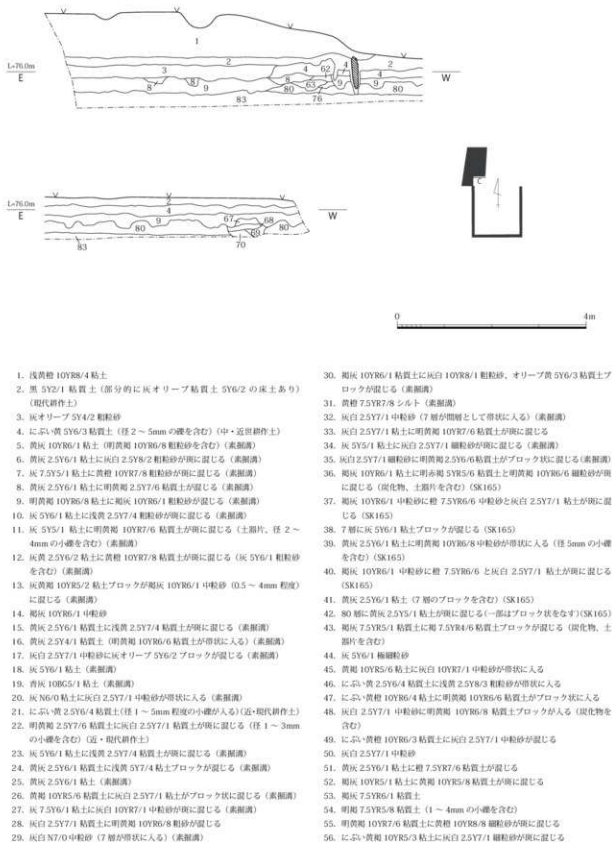 1
2
L=76.0m
E
3
4
62
4
2
W
8
8
9
8
63
80
9
9
4
80
83
76
L=76.0m
E
2
4
9
80
67
68
80
69
W
83
70
C
0
4m
1. 浅黄橙 10YR8/4 粘土
2. 黒 5Y2/1 粘質土(部分的に灰オリーブ粘質土 5Y6/2 の床土あり)
(現代耕作土)
3. 灰オリーブ 5Y4/2 粗粒砂
4. にぶい黄 5Y6/3 粘質土(径 2 ~ 5mm の礫を含む)(中・近世耕作土)
5. 黄灰 10YR6/1 粘土(明黄褐 10YR6/8 粗粒砂を含む)(素掘溝)
6. 黄灰 2.5Y6/1 粘土に灰白 2.5Y8/2 粗粒砂が斑に混じる(素掘溝)
7. 灰 7.5Y5/1 粘土に黄橙 10YR7/8 粗粒砂が斑に混じる
8. 黄灰 2.5Y6/1 粘土に明黄褐 2.5Y7/6 粘質土が混じる(素掘溝)
9. 明黄褐 10YR6/8 粘土に褐灰 10YR6/1 粗粒砂が混じる
10. 灰 5Y6/1 粘土に浅黄 2.5Y7/4 粗粒砂が斑に混じる
11. 灰 5Y5/1 粘土に明黄褐 10YR7/6 粘質土が斑に混じる(土器片、径 2 ~
4mm の小礫を含む)(素掘溝)
12. 灰黄 2.5Y6/2 粘土に黄橙 10YR7/8 粘質土が斑に混じる(灰 5Y6/1 粗粒砂
を含む)(素掘溝)
13. 灰黄褐 10YR5/2 粘土ブロックが褐灰 10YR6/1 中粒砂(0.5 ~ 4mm 程度)
に混じる(素掘溝)
14. 褐灰 10YR6/1 中粒砂
15. 黄灰 2.5Y6/1 粘質土に浅黄 2.5Y7/4 粘質土が斑に混じる(素掘溝)
16. 黄灰 2.5Y4/1 粘質土(明黄褐 10YR6/6 粘質土が帯状に入る)(素掘溝)
17. 灰白 2.5Y7/1 中粒砂に灰オリーブ 5Y6/2 ブロックが混じる(素掘溝)
18. 灰 5Y6/1 粘土(素掘溝)
19. 青灰 10BG5/1 粘土(素掘溝)
20. 灰 N6/0 粘土に灰白 2.5Y7/1 中粒砂が帯状に入る(素掘溝)
21. にぶい黄 2.5Y6/4 粘質土(径 1 ~ 5mm 程度の小礫が入る)(近・現代耕作土)
22. 明黄褐 2.5Y7/6 粘質土に灰白 2.5Y7/1 粘質土が斑に混じる(径 1 ~ 3mm
の小礫を含む)(近・現代耕作土)
23. 灰 5Y6/1 粘土に浅黄 2.5Y7/4 粘質土が斑に混じる(素掘溝)
24. 黄灰 2.5Y6/1 粘質土に浅黄 5Y7/4 粘土ブロックが混じる(素掘溝)
25. 黄灰 2.5Y6/1 粘土(素掘溝)
26. 黄褐 10YR5/6 粘質土に灰白 2.5Y7/1 粘質土がブロック状に混じる(素掘溝)
27. 灰 7.5Y6/1 粘土に灰白 10YR7/1 中粒砂が斑に混じる(素掘溝)
28. 灰白 2.5Y7/1 粘質土に明黄褐 10YR6/8 粗砂が混じる
29. 灰白 N7/0 中粒砂(7 層が帯状に入る)(素掘溝)
30. 褐灰 10YR6/1 粘質土に灰白 10YR8/1 粗粒砂、オリーブ黄 5Y6/3 粘質土ブ
ロックが混じる(素掘溝)
31. 黄橙 7.5YR7/8 シルト(素掘溝)
32. 灰白 2.5Y7/1 中粒砂(7 層が間層として帯状に入る)(素掘溝)
33. 灰白 2.5Y7/1 粘土に明黄褐 10YR7/6 粘質土が斑に混じる
34. 灰 5Y5/1 粘土に灰白 2.5Y7/1 細粒砂が斑に混じる(素掘溝)
35. 灰白 2.5Y7/1 細粒砂に明黄褐 2.5Y6/6 粘質土がブロック状に混じる(素掘溝)
36. 褐灰 10YR6/1 粘土に明赤褐 5YR5/6 粘質土と明黄褐 10YR6/6 細粒砂が斑
に混じる(炭化物、土器片を含む)(SK165)
37. 褐灰 10YR6/1 中粒砂に橙 7.5YR6/6 中粒砂と灰白 2.5Y7/1 粘土が斑に混
じる(SK165)
38. 7 層に灰 5Y6/1 粘土ブロックが混じる(SK165)
39. 黄灰 2.5Y6/1 粘質土に明黄褐 10YR6/8 中粒砂が帯状に入る(径 5mm の小礫
を含む)(SK165)
40. 褐灰 10YR6/1 中粒砂に橙 7.5YR6/6 と灰白 2.5Y7/1 粘土が斑に混じる
(SK165)
41. 黄灰 2.5Y6/1 粘土(7 層のブロックを含む)(SK165)
42. 80 層に黄灰 2.5Y5/1 粘土が斑に混じる(一部はブロック状をなす)(SK165)
43. 褐灰 7.5YR5/1 粘質土に褐 7.5YR4/6 粘質土ブロックが混じる(炭化物、土
器片を含む)
44. 灰 5Y6/1 極細粒砂
45. 黄褐 10YR5/6 粘土に灰白 10YR7/1 中粒砂が帯状に入る
46. にぶい黄 2.5Y6/4 粘質土に浅黄 2.5Y8/3 粗粒砂が帯状に入る
47. にぶい黄橙 10YR6/4 粘土に明黄褐 10YR6/6 粘質土がブロック状に入る
48. 灰白 2.5Y7/1 中粒砂に明黄褐 10YR6/8 粘質土ブロックが入る(炭化物を
含む)
49. にぶい黄橙 10YR6/3 粘質土に灰白 2.5Y7/1 中粒砂が混じる
50. 灰白 2.5Y7/1 中粒砂
51. 黄灰 2.5Y6/1 粘土に橙 7.5YR7/6 粘質土が混じる
52. 褐灰 10YR5/1 粘土に黄褐 10YR5/8 粘質土が斑に混じる
53. 褐灰 7.5YR6/1 粘質土
54. 明褐 7.5YR5/8 粘質土(1 ~ 4mm の小礫を含む)
55. 明黄褐 10YR7/6 粘質土に黄橙 10YR8/8 細粒砂が斑に混じる
56. にぶい黄褐 10YR5/3 粘土に灰白 2.5Y7/1 細粒砂が斑に混じる